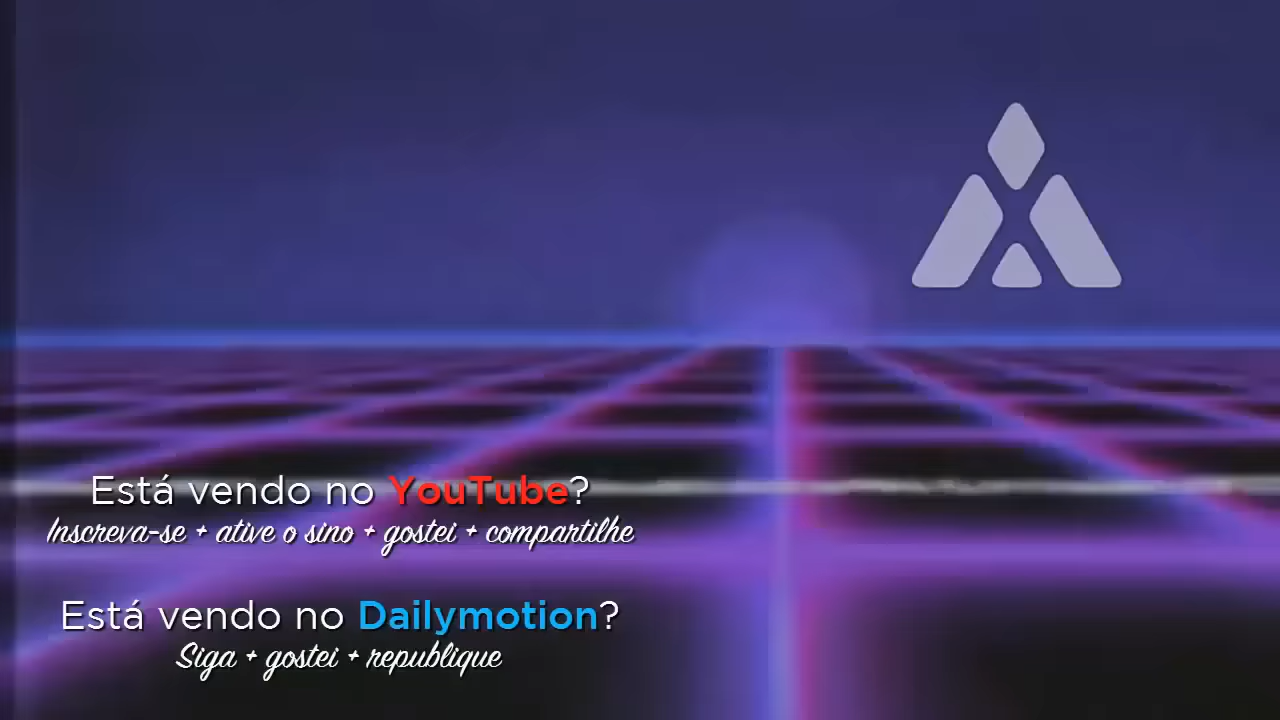 Está vendo no YouTube?
Inscreva-se + ative o sino + gostei + compartilhe
Está vendo no Dailymotion?
Siga + gostei + republique